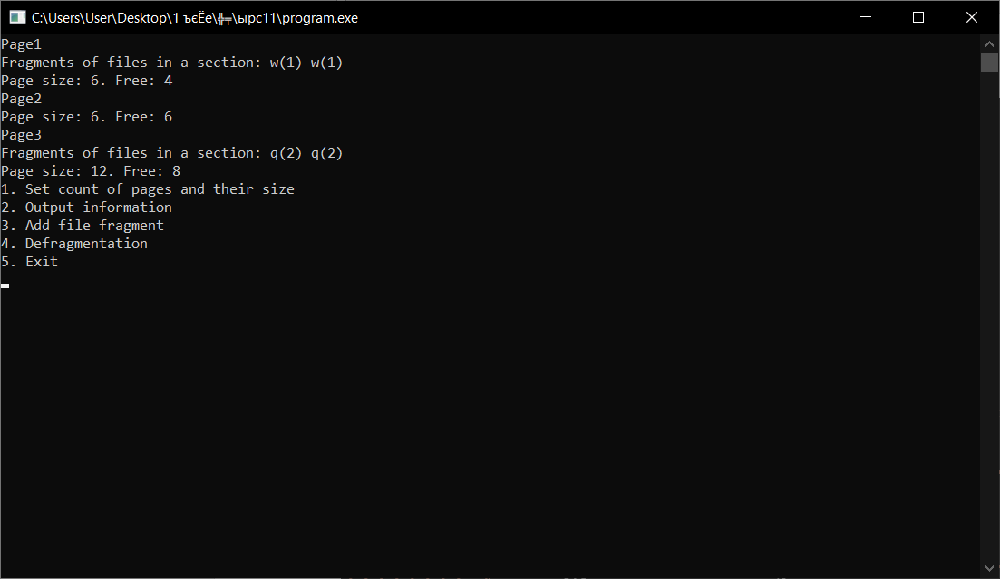 C:\Users\User\Desktop\1 ъєЁё\╬╤\ырс11\program.exe
Page1
Fragments of files in a section: w(1) w(1)
Page size: 6. Free: 4
Page2
Page size: 6. Free: 6
Page3
Fragments of files in a section: q(2) q(2)
Page size: 12. Free: 8
1. Set count of pages and their size
2. Output information
3. Add file fragment
4. Defragmentation
5. Exit